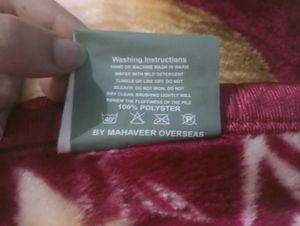 Washing Instructions
HAND OR MACHINE WASH IN WARM
WATER WITH MILD DETERGENT
TUMBLE OR LINE DRY. DO NOT
BLEACH. DO NOT IRON. DO NOT
DRY CLEAN. BRUSHING LIGHTLY WILL
RENEW THE FLUFFINESS OF THE PILE
100% POLYSTER
BY MAHAVEER OVERSEAS